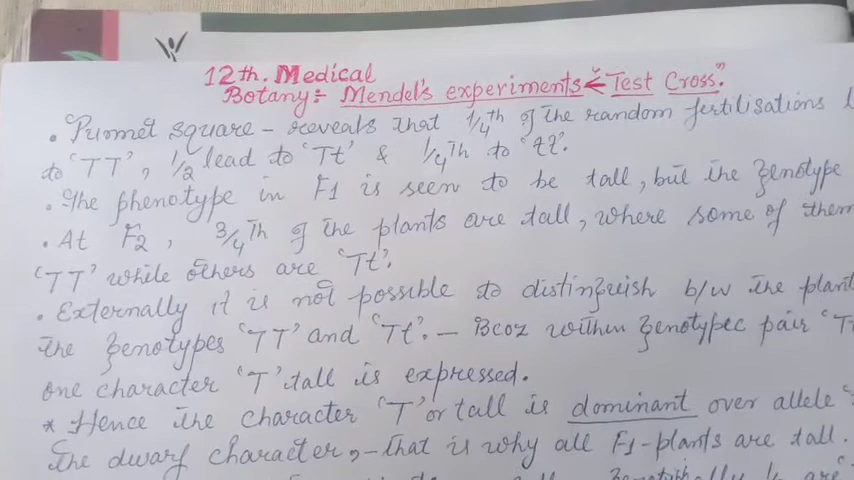 12th. Medical
Botany:- Mendel's experiments < "Test Cross"
• Punnet square - reveals that 1/4th of the random fertilisations l
to 'TT', 1/2 lead to 'Tt' & 1/4th to 'tt'.
• The phenotype in F1 is seen to be tall, but the genotype
• At F2, 3/4th of the plants are tall, where some of them
'TT' while others are 'Tt'.
• Externally it is not possible to distinguish b/w the plant
the genotypes 'TT' and 'Tt'. - Bcoz within genotypec pair 'Tt
one character 'T' tall is expressed.
* Hence the character 'T' or tall is dominant over allele
the dwarf character, - that is why all F1-plants are tall.
are